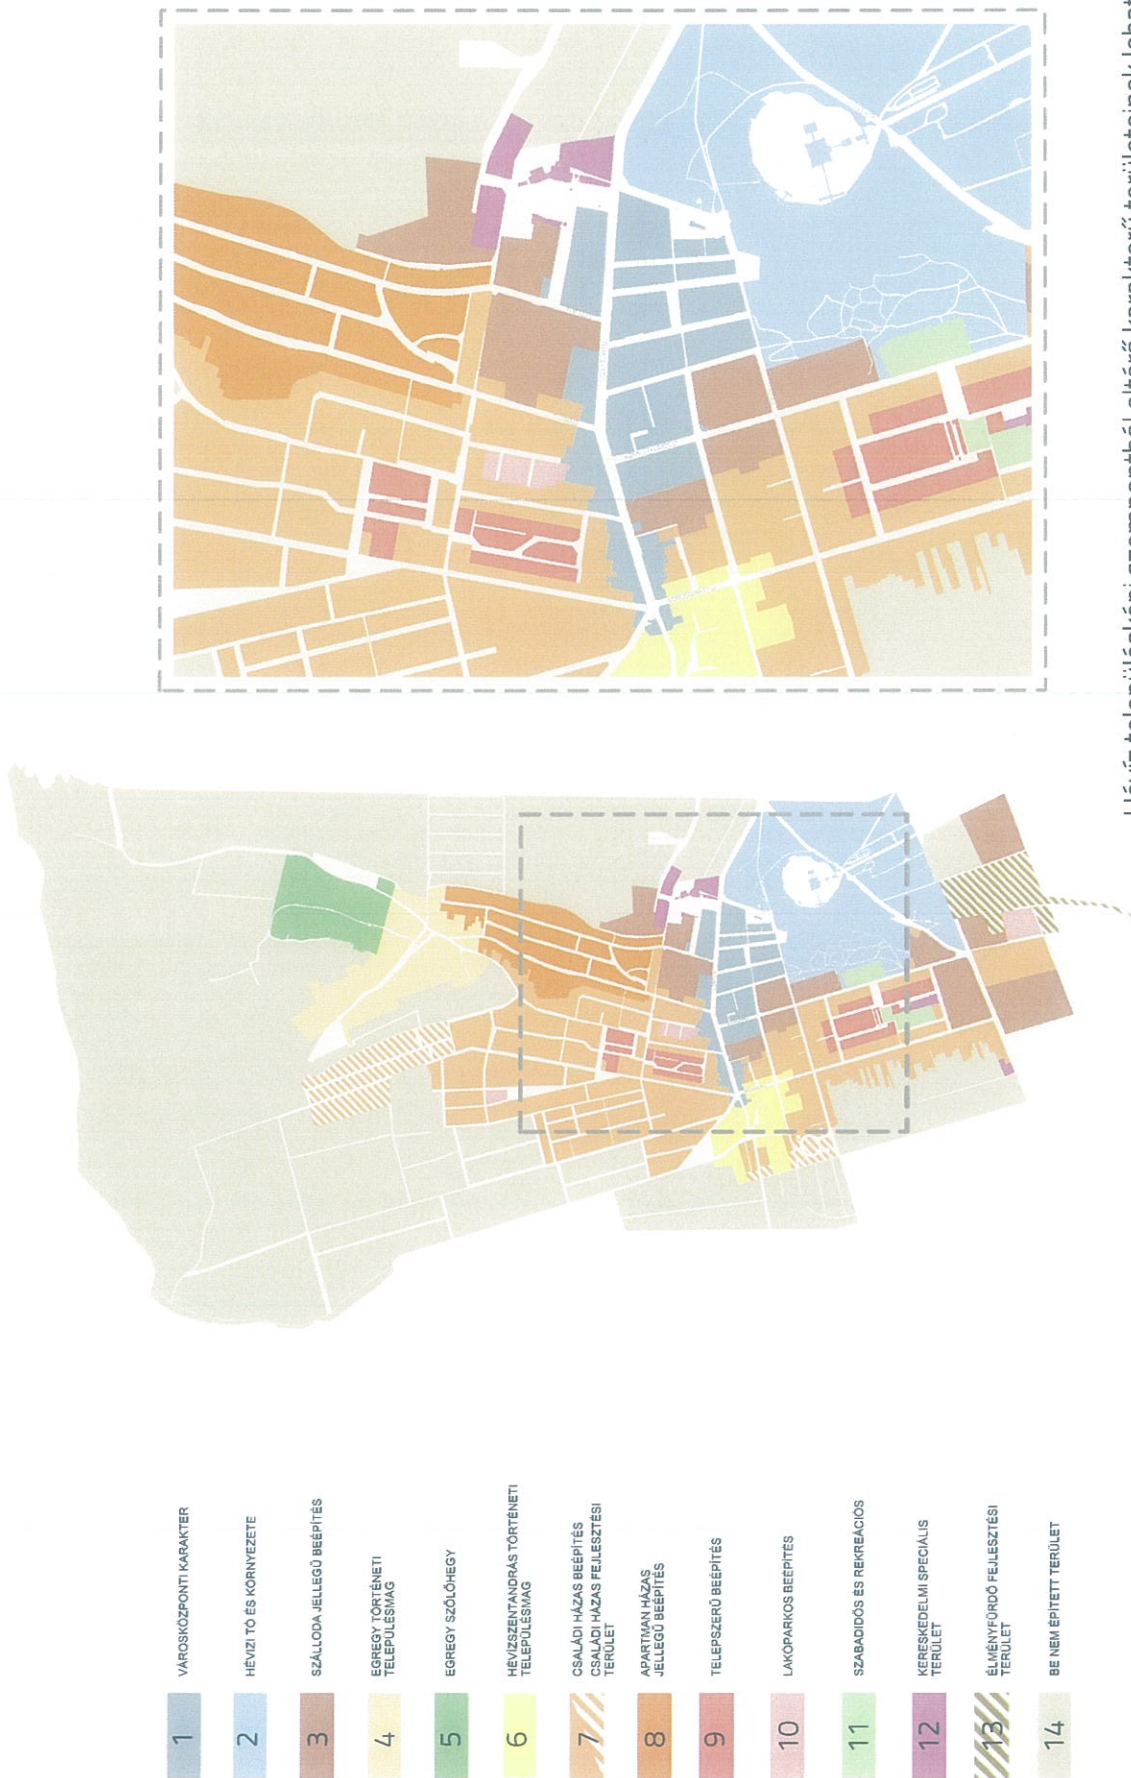 1
VÁROSKÖZPONTI KARAKTER
2
HÉVÍZI TÓ ÉS KÖRNYEZETE
3
SZÁLLODA JELLEGŰ BEÉPÍTÉS
4
EGREGY TÖRTÉNETI
TELEPÜLÉSMAG
5
EGREGY SZŐLŐHEGY
6
HÉVÍZSZENTANDRÁS TÖRTÉNETI
TELEPÜLÉSMAG
7
CSALÁDI HÁZAS BEÉPÍTÉS
CSALÁDI HÁZAS FEJLESZTÉSI
TERÜLET
8
APARTMAN HÁZAS
JELLEGŰ BEÉPÍTÉS
9
TELEPSZERŰ BEÉPÍTÉS
10
LAKÓPARKOS BEÉPÍTÉS
11
SZABADIDŐS ÉS REKREÁCIÓS
12
KERESKEDELMI SPECIÁLIS
TERÜLET
13
ÉLMÉNYFÜRDŐ FEJLESZTÉSI
TERÜLET
14
BE NEM ÉPÍTETT TERÜLET